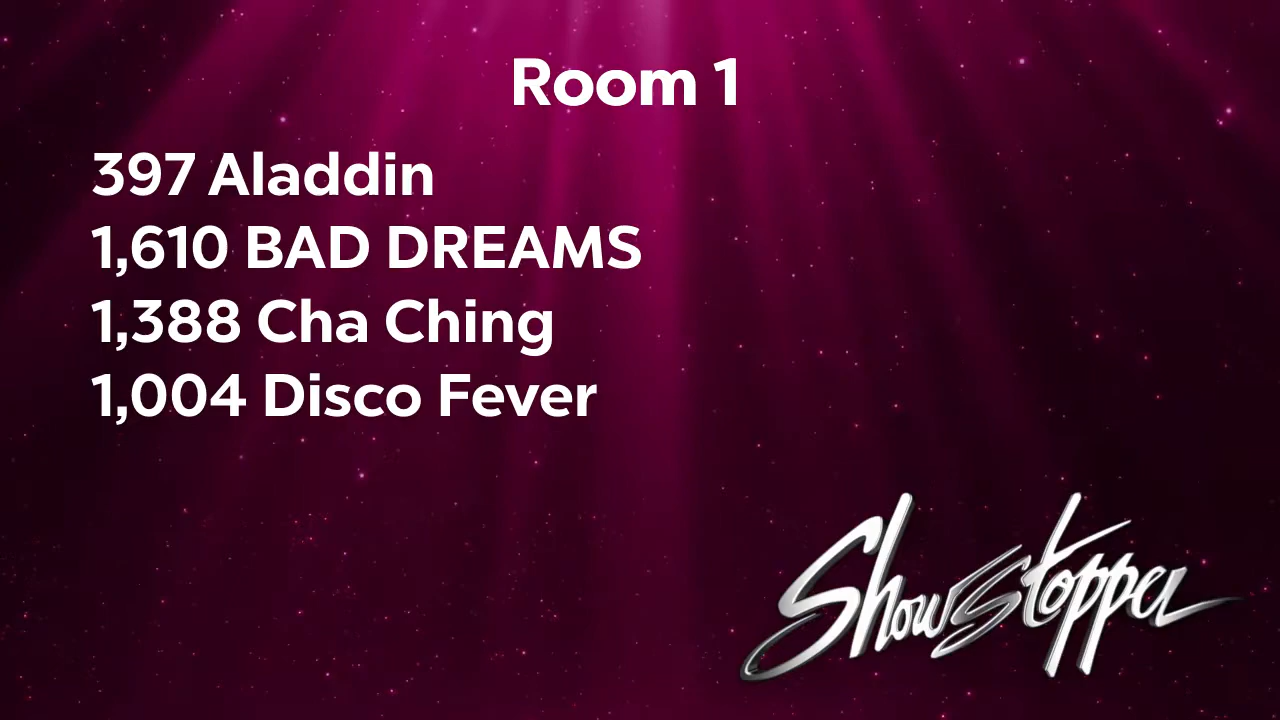 Room 1
397 Aladdin
1,610 BAD DREAMS
1,388 Cha Ching
1,004 Disco Fever
ShowStopper